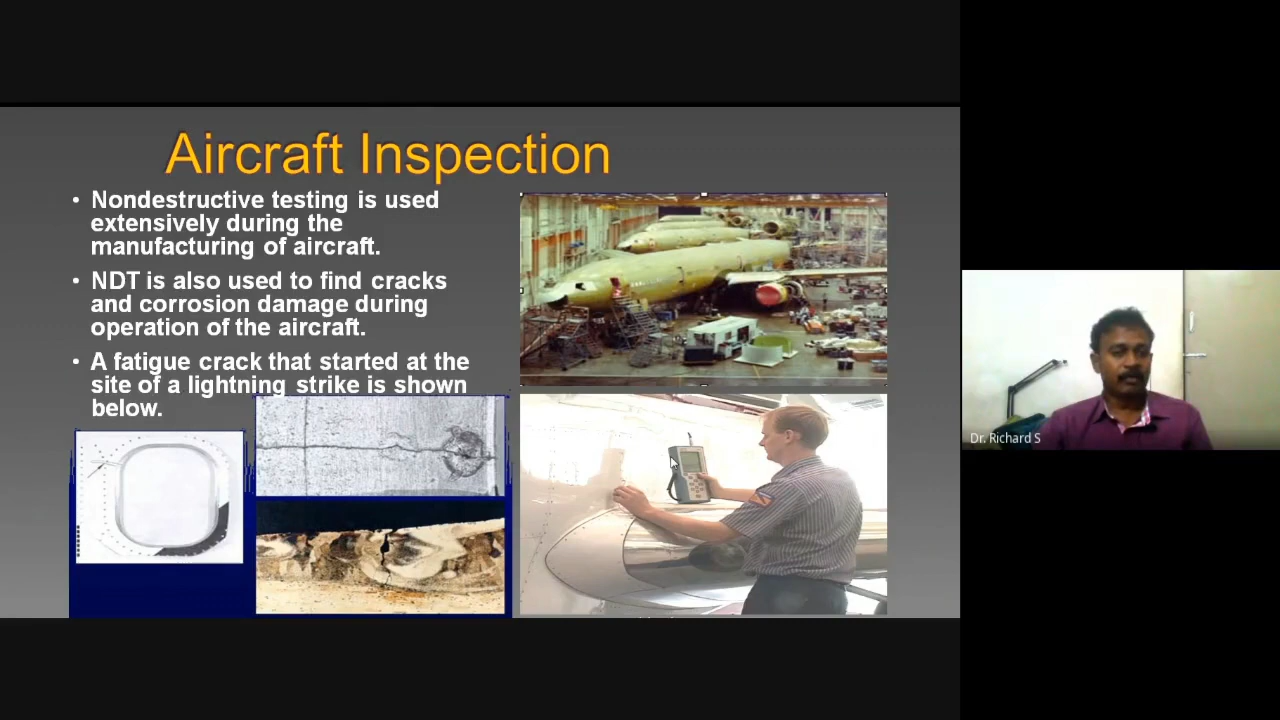 Aircraft Inspection
• Nondestructive testing is used
extensively during the
manufacturing of aircraft.
• NDT is also used to find cracks
and corrosion damage during
operation of the aircraft.
• A fatigue crack that started at the
site of a lightning strike is shown
below.
Dr. Richard S